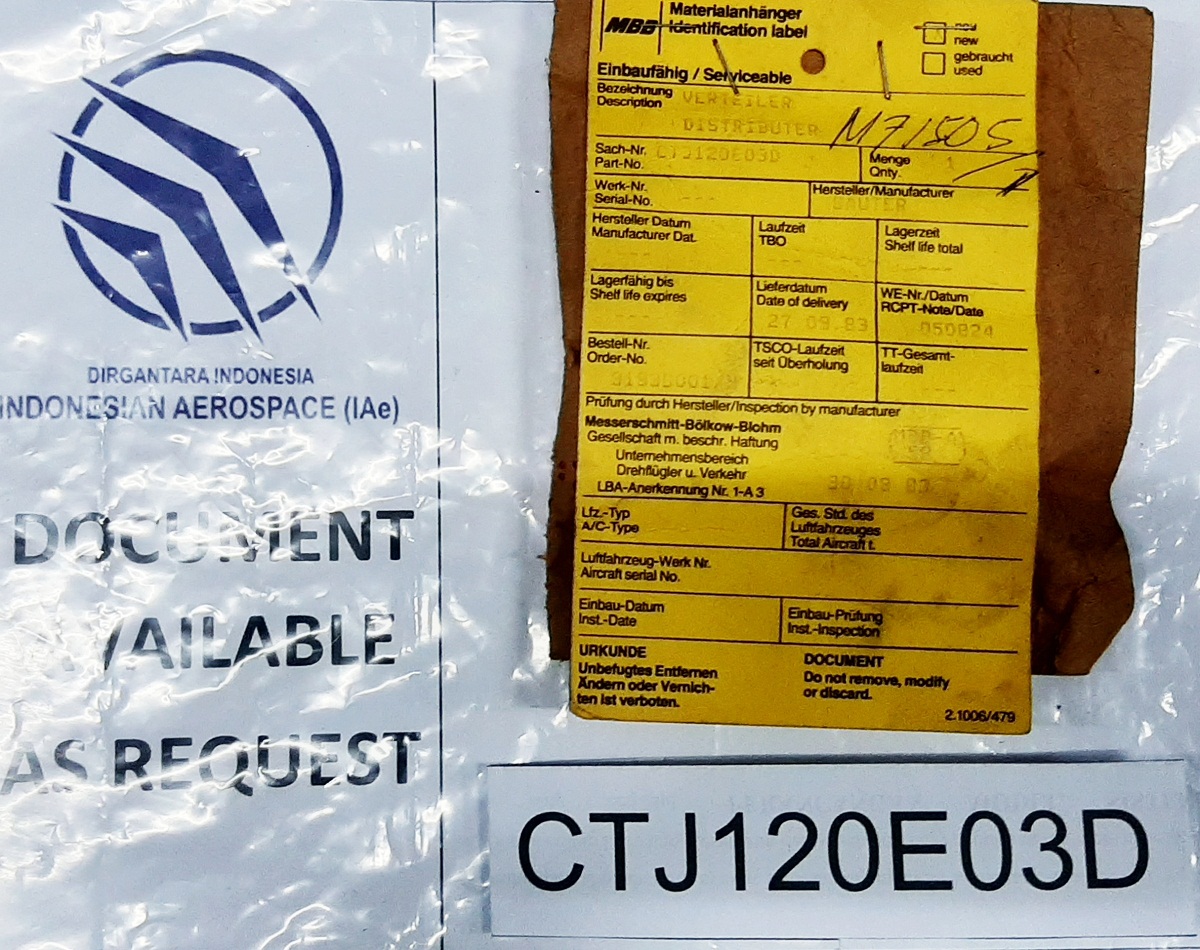 DIRGANTARA INDONESIA
INDONESIAN AEROSPACE (IAe)
DOCUMENT
AVAILABLE
AS REQUEST
MBB
Materialanhänger
Identification label
neu
new
gebraucht
used
Einbaufähig / Serviceable
Bezeichnung
Description
VERTEILER
DISTRIBUTER
M7150S
Sach-Nr.
Part-No.
CTJ120E03D
Menge
Qnty.
1
Werk-Nr.
Serial-No.
---
Hersteller/Manufacturer
BAUTER
Hersteller Datum
Manufacturer Dat.
---
Laufzeit
TBO
---
Lagerzeit
Shelf life total
---
Lagerfähig bis
Shelf life expires
---
Lieferdatum
Date of delivery
27 09.83
WE-Nr./Datum
RCPT-Note/Date
050824
Bestell-Nr.
Order-No.
TSCO-Laufzeit
seit Überholung
---
TT-Gesamt-
laufzeit
---
Prüfung durch Hersteller/Inspection by manufacturer
Messerschmitt-Bölkow-Blohm
Gesellschaft m. beschr. Haftung
Unternehmensbereich
Drehflügler u. Verkehr
LBA-Anerkennung Nr. 1-A 3
30 09 83
Lfz.-Typ
A/C-Type
Ges. Std. des
Luftfahrzeuges
Total Aircraft t.
Luftfahrzeug-Werk Nr.
Aircraft serial No.
Einbau-Datum
Inst.-Date
Einbau-Prüfung
Inst.-Inspection
URKUNDE
Unbefugtes Entfernen
Ändern oder Vernich-
ten ist verboten.
DOCUMENT
Do not remove, modify
or discard.
2.1006/479
CTJ120E03D